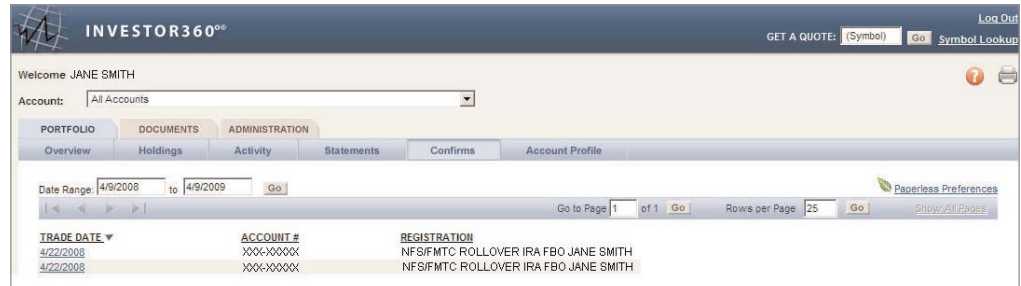 Log Out
INVESTOR360°®
GET A QUOTE: (Symbol) Go Symbol Lookup
Welcome JANE SMITH
Account: All Accounts
PORTFOLIO DOCUMENTS ADMINISTRATION
Overview Holdings Activity Statements Confirms Account Profile
Date Range: 4/9/2008 to 4/9/2009 Go
Paperless Preferences
Go to Page 1 of 1 Go Rows per Page 25 Go Show All Pages
TRADE DATE ACCOUNT # REGISTRATION
4/22/2008 XXX-XXXXX NFS/FMTC ROLLOVER IRA FBO JANE SMITH
4/22/2008 XXX-XXXXX NFS/FMTC ROLLOVER IRA FBO JANE SMITH